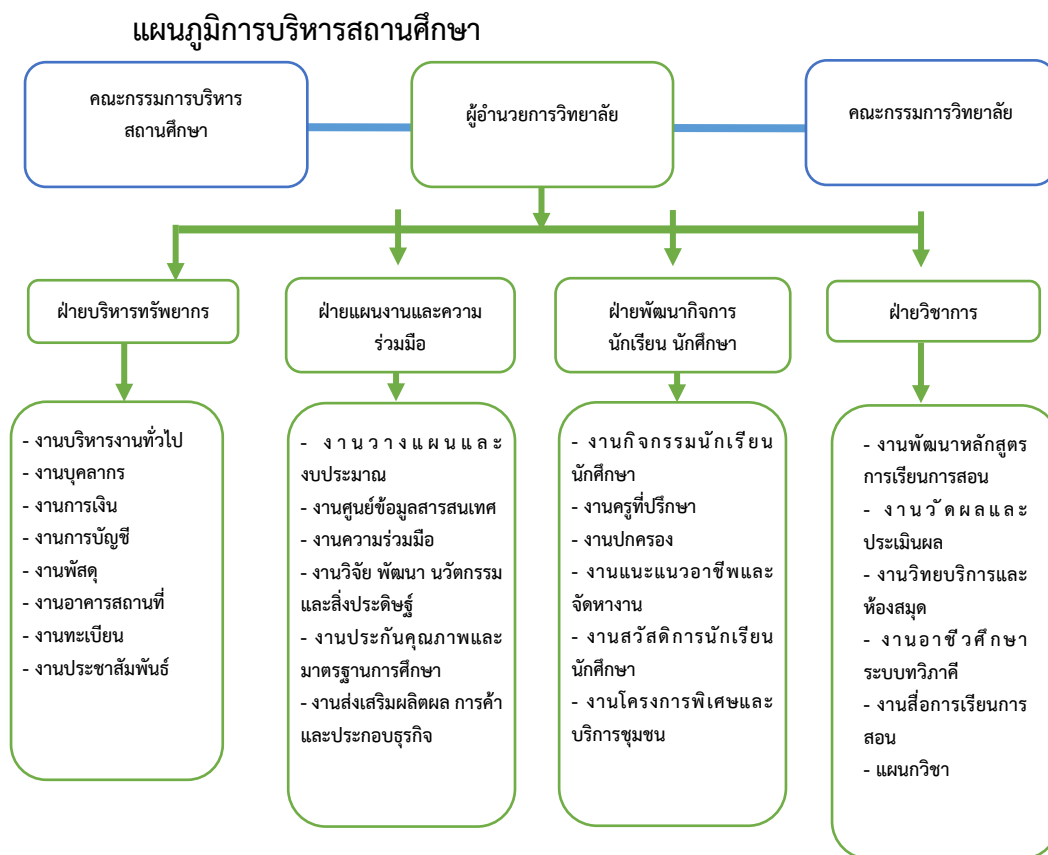 แผนภูมิการบริหารสถานศึกษา
คณะกรรมการบริหาร
สถานศึกษา
ผู้อำนวยการวิทยาลัย
คณะกรรมการวิทยาลัย
ฝ่ายบริหารทรัพยากร
ฝ่ายแผนงานและความ
ร่วมมือ
ฝ่ายพัฒนากิจการ
นักเรียน นักศึกษา
ฝ่ายวิชาการ
- งานบริหารงานทั่วไป
- งานบุคลากร
- งานการเงิน
- งานการบัญชี
- งานพัสดุ
- งานอาคารสถานที่
- งานทะเบียน
- งานประชาสัมพันธ์
- งานวางแผนและ
งบประมาณ
- งานศูนย์ข้อมูลสารสนเทศ
- งานความร่วมมือ
- งานวิจัย พัฒนา นวัตกรรม
และสิ่งประดิษฐ์
- งานประกันคุณภาพและ
มาตรฐานการศึกษา
- งานส่งเสริมผลิตผล การค้า
และประกอบธุรกิจ
- งานกิจกรรมนักเรียน
นักศึกษา
- งานครูที่ปรึกษา
- งานปกครอง
- งานแนะแนวอาชีพและ
จัดหางาน
- งานสวัสดิการนักเรียน
นักศึกษา
- งานโครงการพิเศษและ
บริการชุมชน
- งานพัฒนาหลักสูตร
การเรียนการสอน
- งานวัดผลและ
ประเมินผล
- งานวิทยบริการและ
ห้องสมุด
- งานอาชีวศึกษา
ระบบทวิภาคี
- งานสื่อการเรียนการ
สอน
- แผนกวิชา